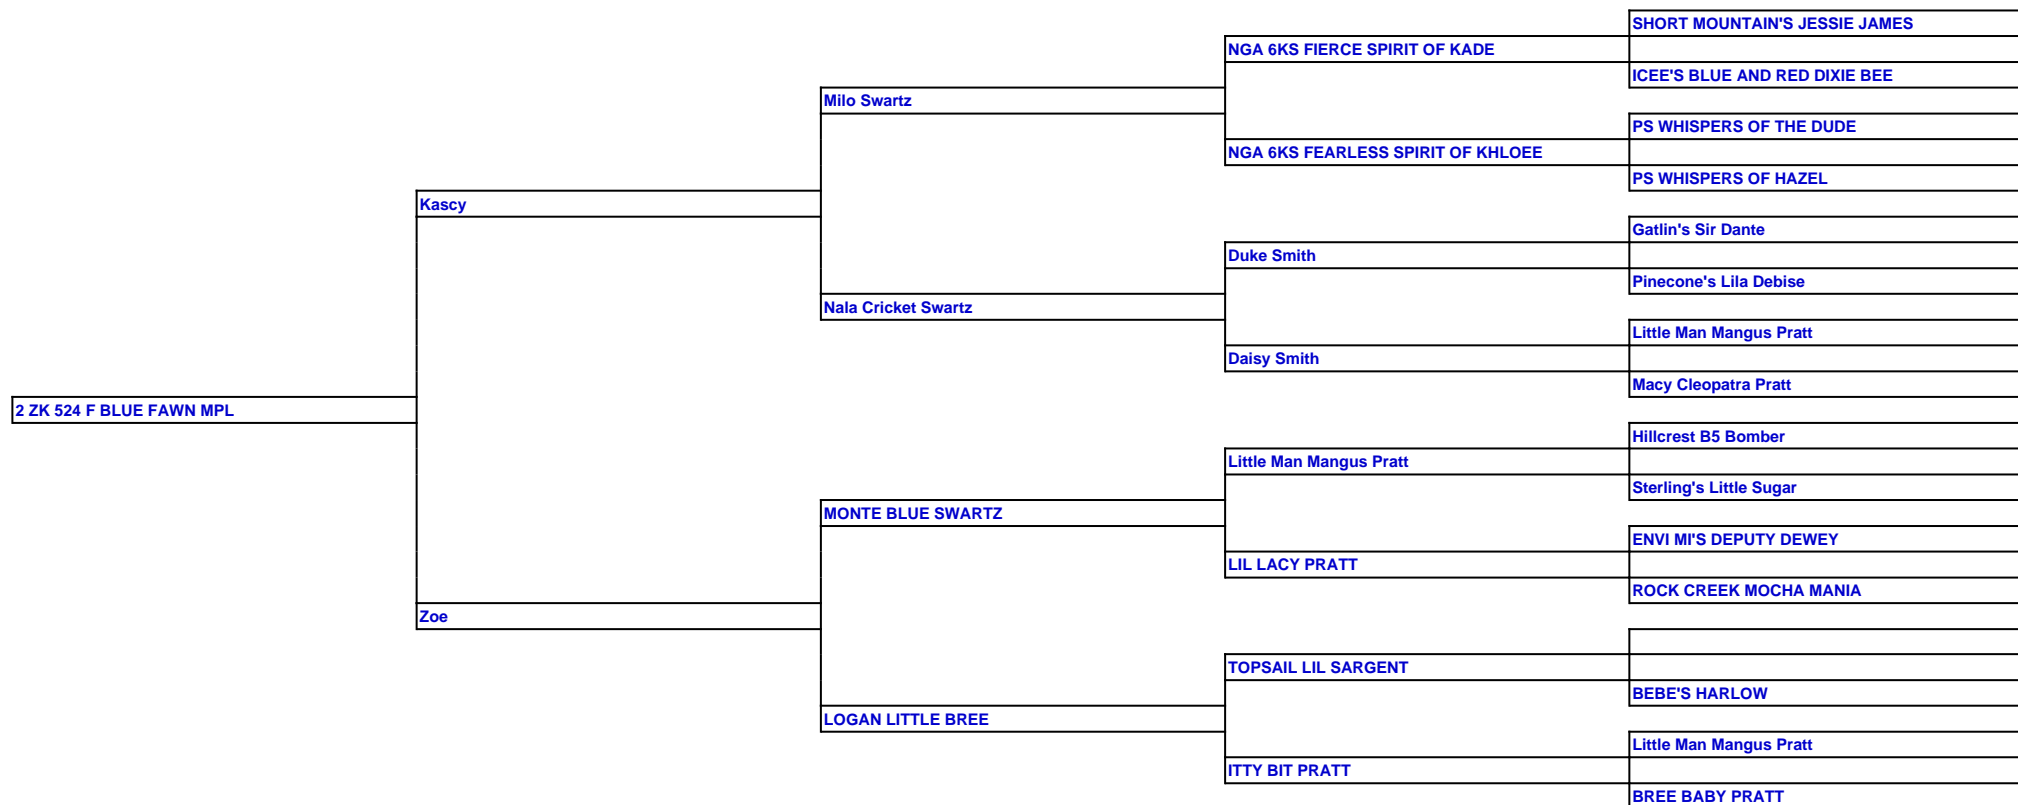 SHORT MOUNTAIN'S JESSIE JAMES
NGA 6KS FIERCE SPIRIT OF KADE
ICEE'S BLUE AND RED DIXIE BEE
Milo Swartz
PS WHISPERS OF THE DUDE
NGA 6KS FEARLESS SPIRIT OF KHLOEE
PS WHISPERS OF HAZEL
Kascy
Gatlin's Sir Dante
Duke Smith
Pinecone's Lila Debise
Nala Cricket Swartz
Little Man Mangus Pratt
Daisy Smith
Macy Cleopatra Pratt
2 ZK 524 F BLUE FAWN MPL
Hillcrest B5 Bomber
Little Man Mangus Pratt
Sterling's Little Sugar
MONTE BLUE SWARTZ
ENVI MI'S DEPUTY DEWEY
LIL LACY PRATT
ROCK CREEK MOCHA MANIA
Zoe
TOPSAIL LIL SARGENT
BEBE'S HARLOW
LOGAN LITTLE BREE
Little Man Mangus Pratt
ITTY BIT PRATT
BREE BABY PRATT